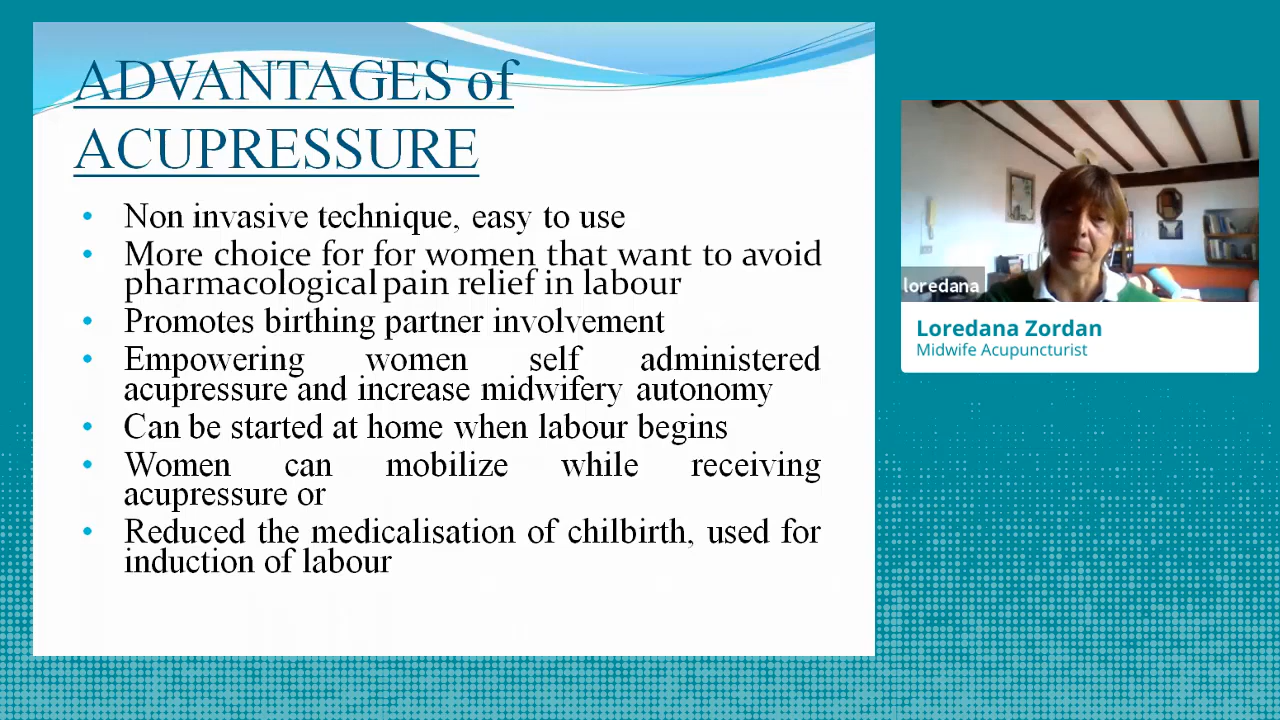 ADVANTAGES of
ACUPRESSURE
• Non invasive technique, easy to use
• More choice for for women that want to avoid
pharmacological pain relief in labour
• Promotes birthing partner involvement
• Empowering women self administered
acupressure and increase midwifery autonomy
• Can be started at home when labour begins
• Women can mobilize while receiving
acupressure or
• Reduced the medicalisation of chilbirth, used for
induction of labour
loredana
Loredana Zordan
Midwife Acupuncturist